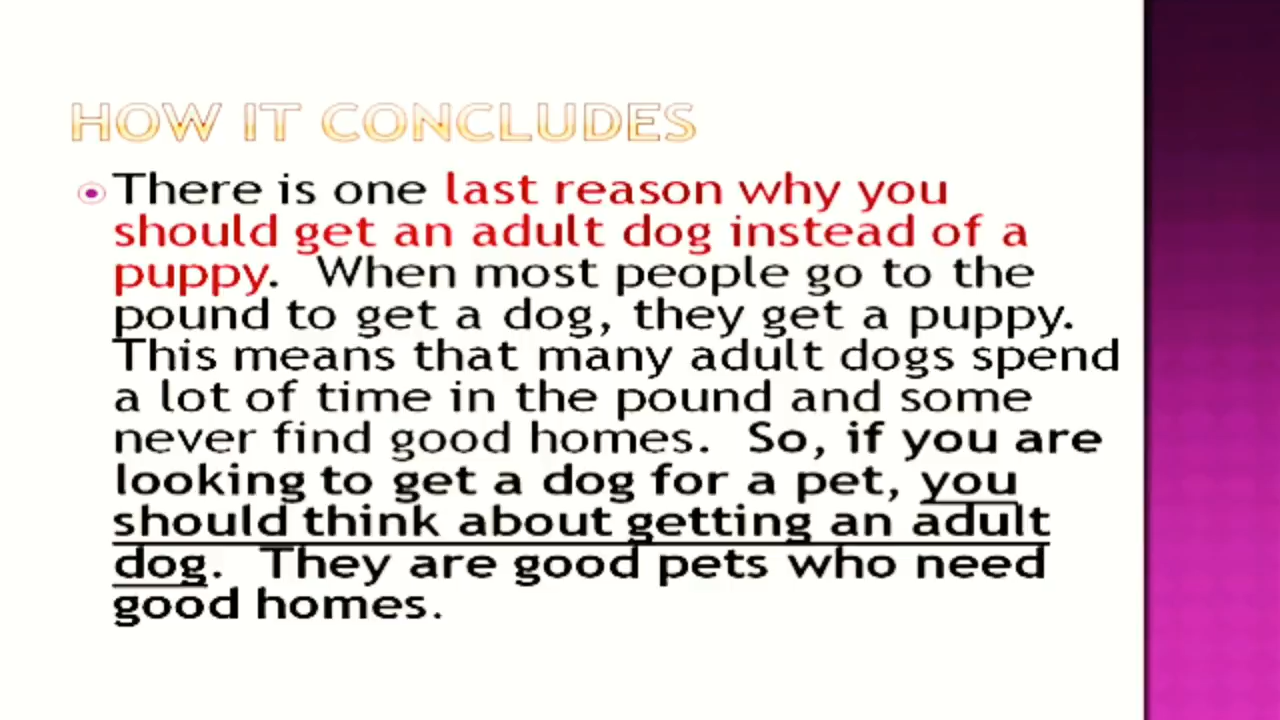 HOW IT CONCLUDES
There is one last reason why you
should get an adult dog instead of a
puppy.  When most people go to the
pound to get a dog, they get a puppy.
This means that many adult dogs spend
a lot of time in the pound and some
never find good homes.  So, if you are
looking to get a dog for a pet, you
should think about getting an adult
dog.  They are good pets who need
good homes.